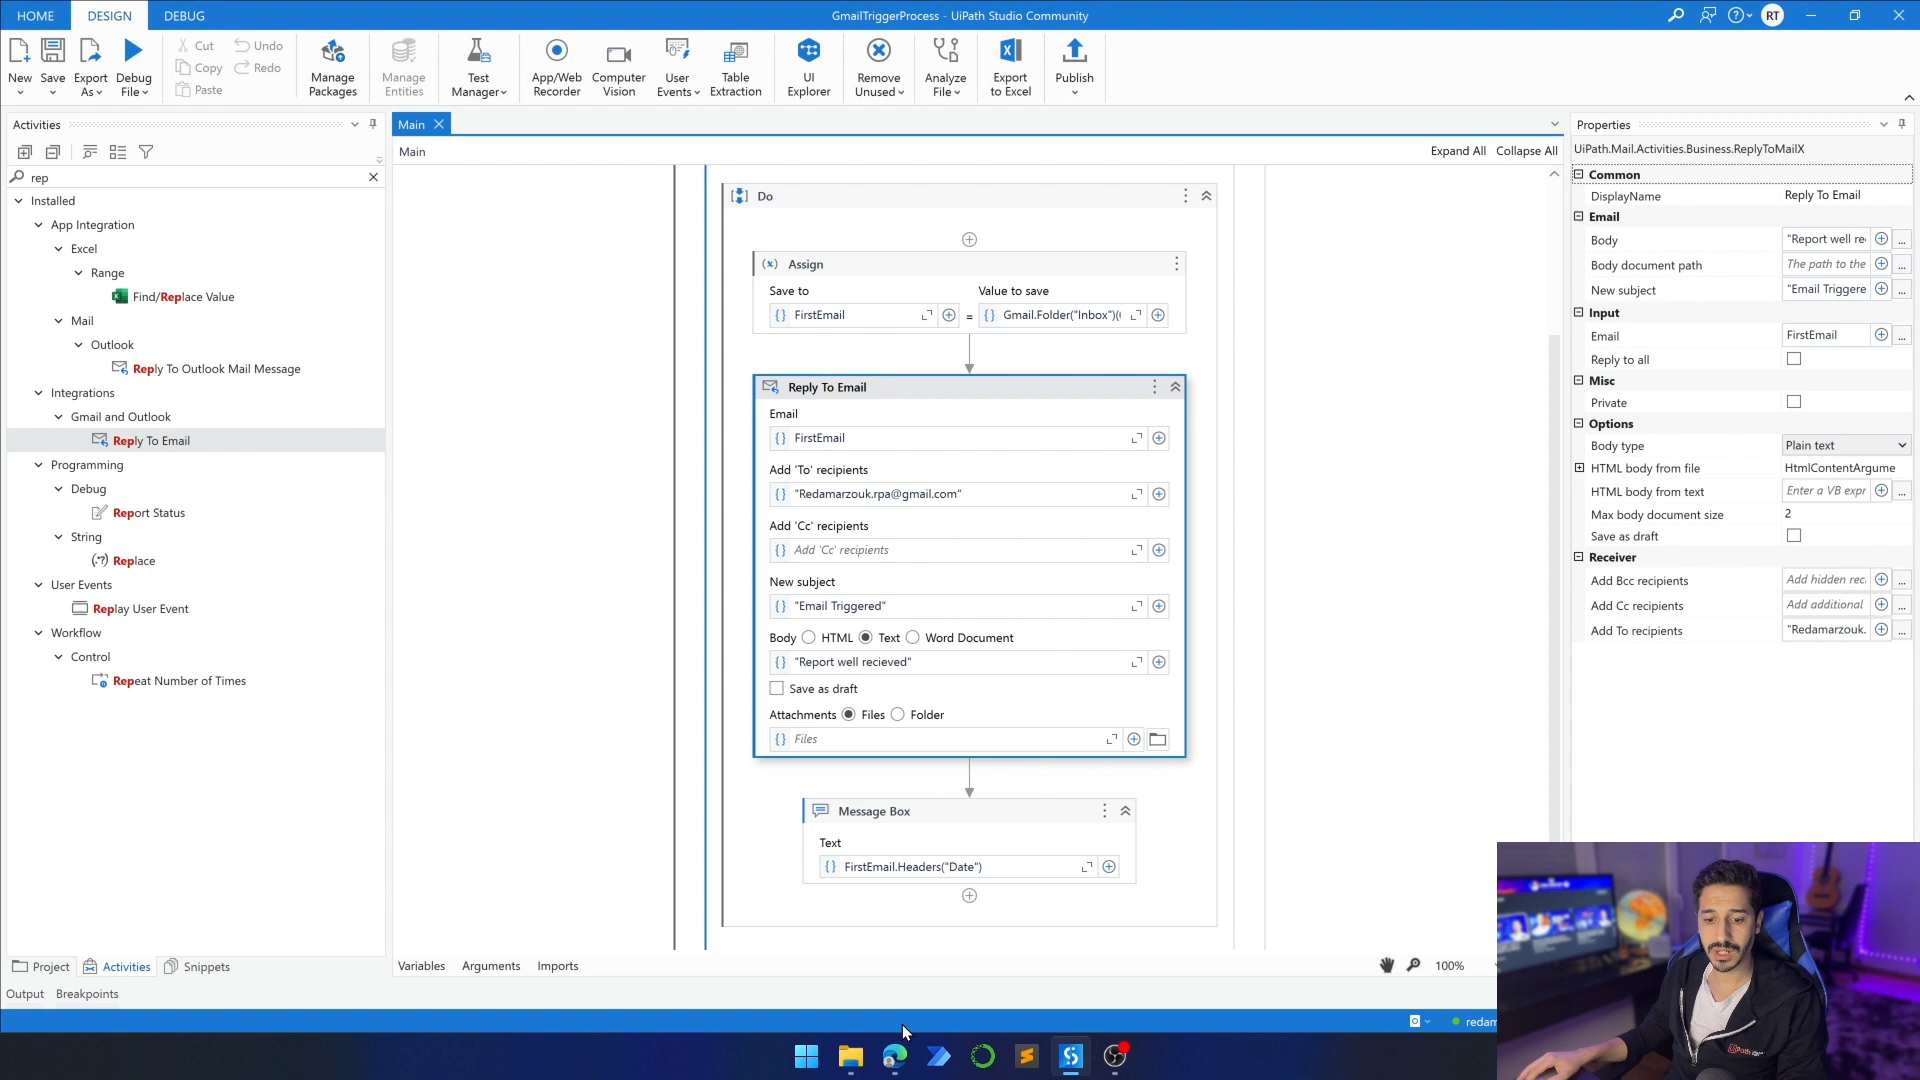 HOME DESIGN DEBUG GmailTriggerProcess - UiPath Studio Community RT
New Save Export As Debug File Cut Copy Paste Undo Redo Manage Packages Manage Entities Test Manager App/Web Recorder Computer Vision User Events Table Extraction UI Explorer Remove Unused Analyze File Export to Excel Publish
Activities
rep
Installed
App Integration
Excel
Range
Find/Replace Value
Mail
Outlook
Reply To Outlook Mail Message
Integrations
Gmail and Outlook
Reply To Email
Programming
Debug
Report Status
String
Replace
User Events
Replay User Event
Workflow
Control
Repeat Number of Times
Project Activities Snippets
Output Breakpoints
Main
Main Expand All Collapse All
Do
Assign
Save to Value to save
FirstEmail = Gmail.Folder("Inbox")(
Reply To Email
Email
FirstEmail
Add 'To' recipients
"Redamarzouk.rpa@gmail.com"
Add 'Cc' recipients
Add 'Cc' recipients
New subject
"Email Triggered"
Body HTML Text Word Document
"Report well recieved"
Save as draft
Attachments Files Folder
Files
Message Box
Text
FirstEmail.Headers("Date")
Variables Arguments Imports 100%
redam
Properties
UiPath.Mail.Activities.Business.ReplyToMailX
Common
DisplayName Reply To Email
Email
Body "Report well re
Body document path The path to the
New subject "Email Triggere
Input
Email FirstEmail
Reply to all
Misc
Private
Options
Body type Plain text
HTML body from file HtmlContentArgume
HTML body from text Enter a VB expr
Max body document size 2
Save as draft
Receiver
Add Bcc recipients Add hidden rec
Add Cc recipients Add additional
Add To recipients "Redamarzouk.